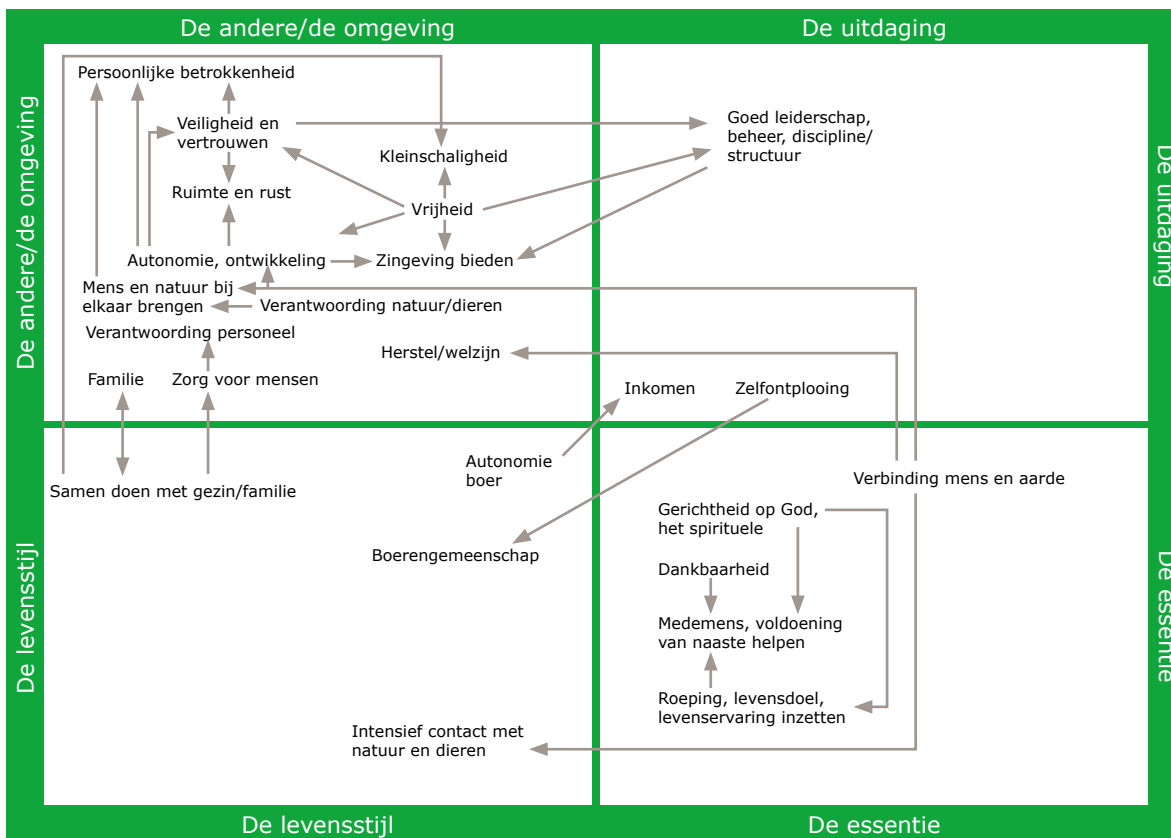 De andere/de omgeving
De uitdaging
De andere/de omgeving
De uitdaging
Persoonlijke betrokkenheid
Veiligheid en
vertrouwen
Kleinschaligheid
Ruimte en rust
Vrijheid
Autonomie, ontwikkeling
Zingeving bieden
Mens en natuur bij
elkaar brengen
Verantwoording natuur/dieren
Verantwoording personeel
Herstel/welzijn
Familie
Zorg voor mensen
Goed leiderschap,
beheer, discipline/
structuur
Inkomen
Zelfontplooing
De levensstijl
De essentie
Samen doen met gezin/familie
Autonomie
boer
Boerengemeenschap
Intensief contact met
natuur en dieren
Verbinding mens en aarde
Gerichtheid op God,
het spirituele
Dankbaarheid
Medemens, voldoening
van naaste helpen
Roeping, levensdoel,
levenservaring inzetten
De levensstijl
De essentie